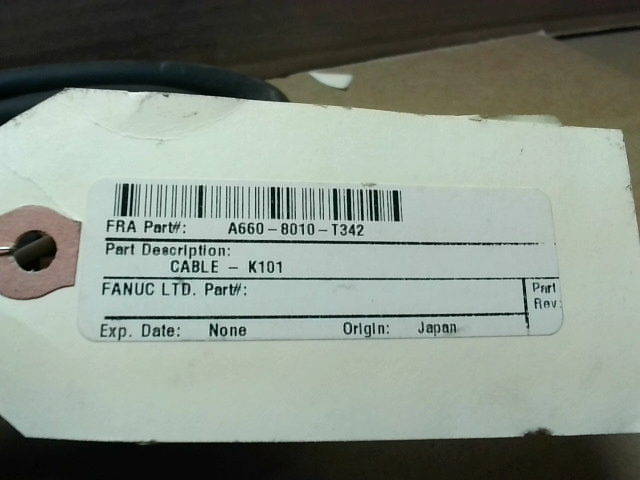 FRA Part#: A660-8010-T342
Part Description:
CABLE - K101
FANUC LTD. Part#:
Part
Rev:
Exp. Date: None Origin: Japan